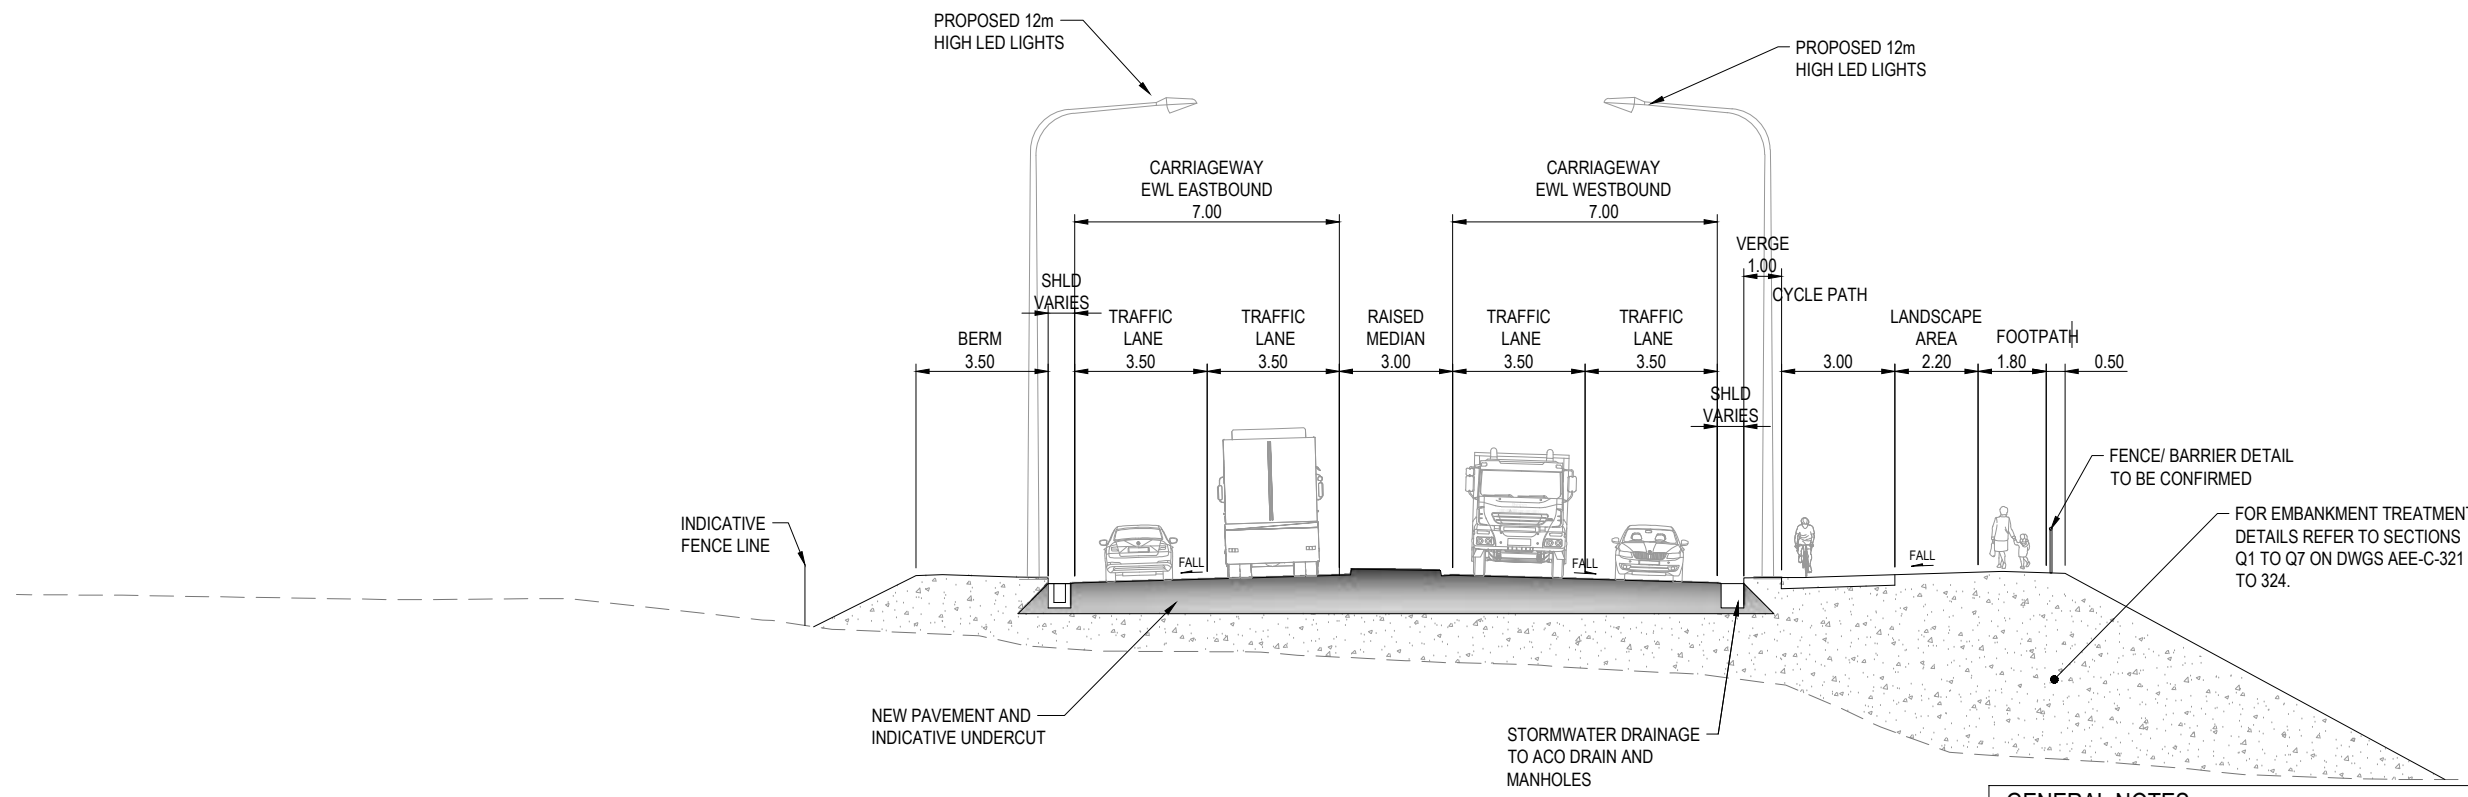 PROPOSED 12m
HIGH LED LIGHTS
PROPOSED 12m
HIGH LED LIGHTS
CARRIAGEWAY
EWL EASTBOUND
7.00
CARRIAGEWAY
EWL WESTBOUND
7.00
VERGE
1.00
SHLD
VARIES
CYCLE PATH
BERM
3.50
TRAFFIC
LANE
3.50
TRAFFIC
LANE
3.50
RAISED
MEDIAN
3.00
TRAFFIC
LANE
3.50
TRAFFIC
LANE
3.50
3.00
LANDSCAPE
AREA
2.20
FOOTPATH
1.80
0.50
SHLD
VARIES
FENCE/ BARRIER DETAIL
TO BE CONFIRMED
INDICATIVE
FENCE LINE
FOR EMBANKMENT TREATMENT
DETAILS REFER TO SECTIONS
Q1 TO Q7 ON DWGS AEE-C-321
TO 324.
FALL
FALL
FALL
NEW PAVEMENT AND
INDICATIVE UNDERCUT
STORMWATER DRAINAGE
TO ACO DRAIN AND
MANHOLES
GENERAL NOTES